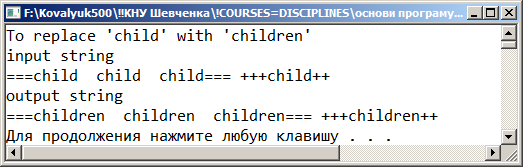 F:\Kovalyuk500\!!КНУ Шевченка\!COURSES=DISCIPLINES\основи програму...
To replace 'child' with 'children'
input string
===child  child  child=== +++child++
output string
===children  children  children=== +++children++
Для продолжения нажмите любую клавишу . . .